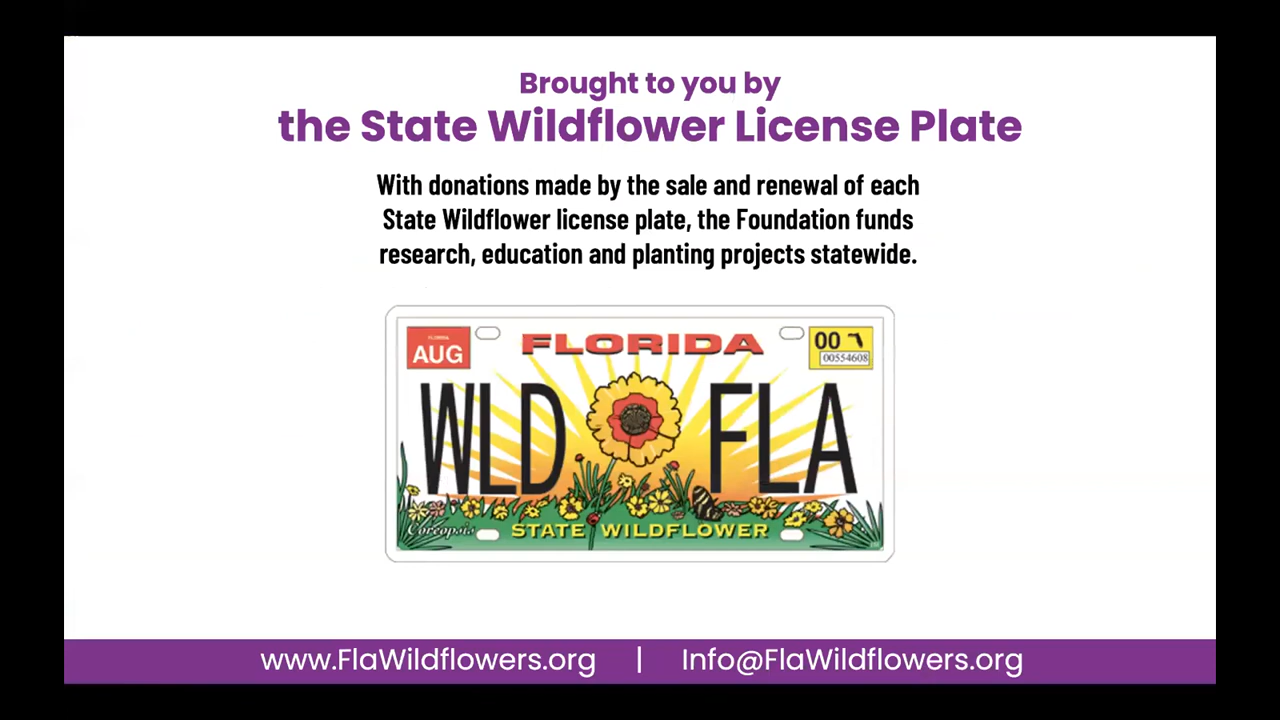 Brought to you by
the State Wildflower License Plate
With donations made by the sale and renewal of each
State Wildflower license plate, the Foundation funds
research, education and planting projects statewide.
FLORIDA
AUG
FLORIDA
00
00554608
WLD FLA
Coreopsis
STATE WILDFLOWER
www.FlaWildflowers.org | Info@FlaWildflowers.org